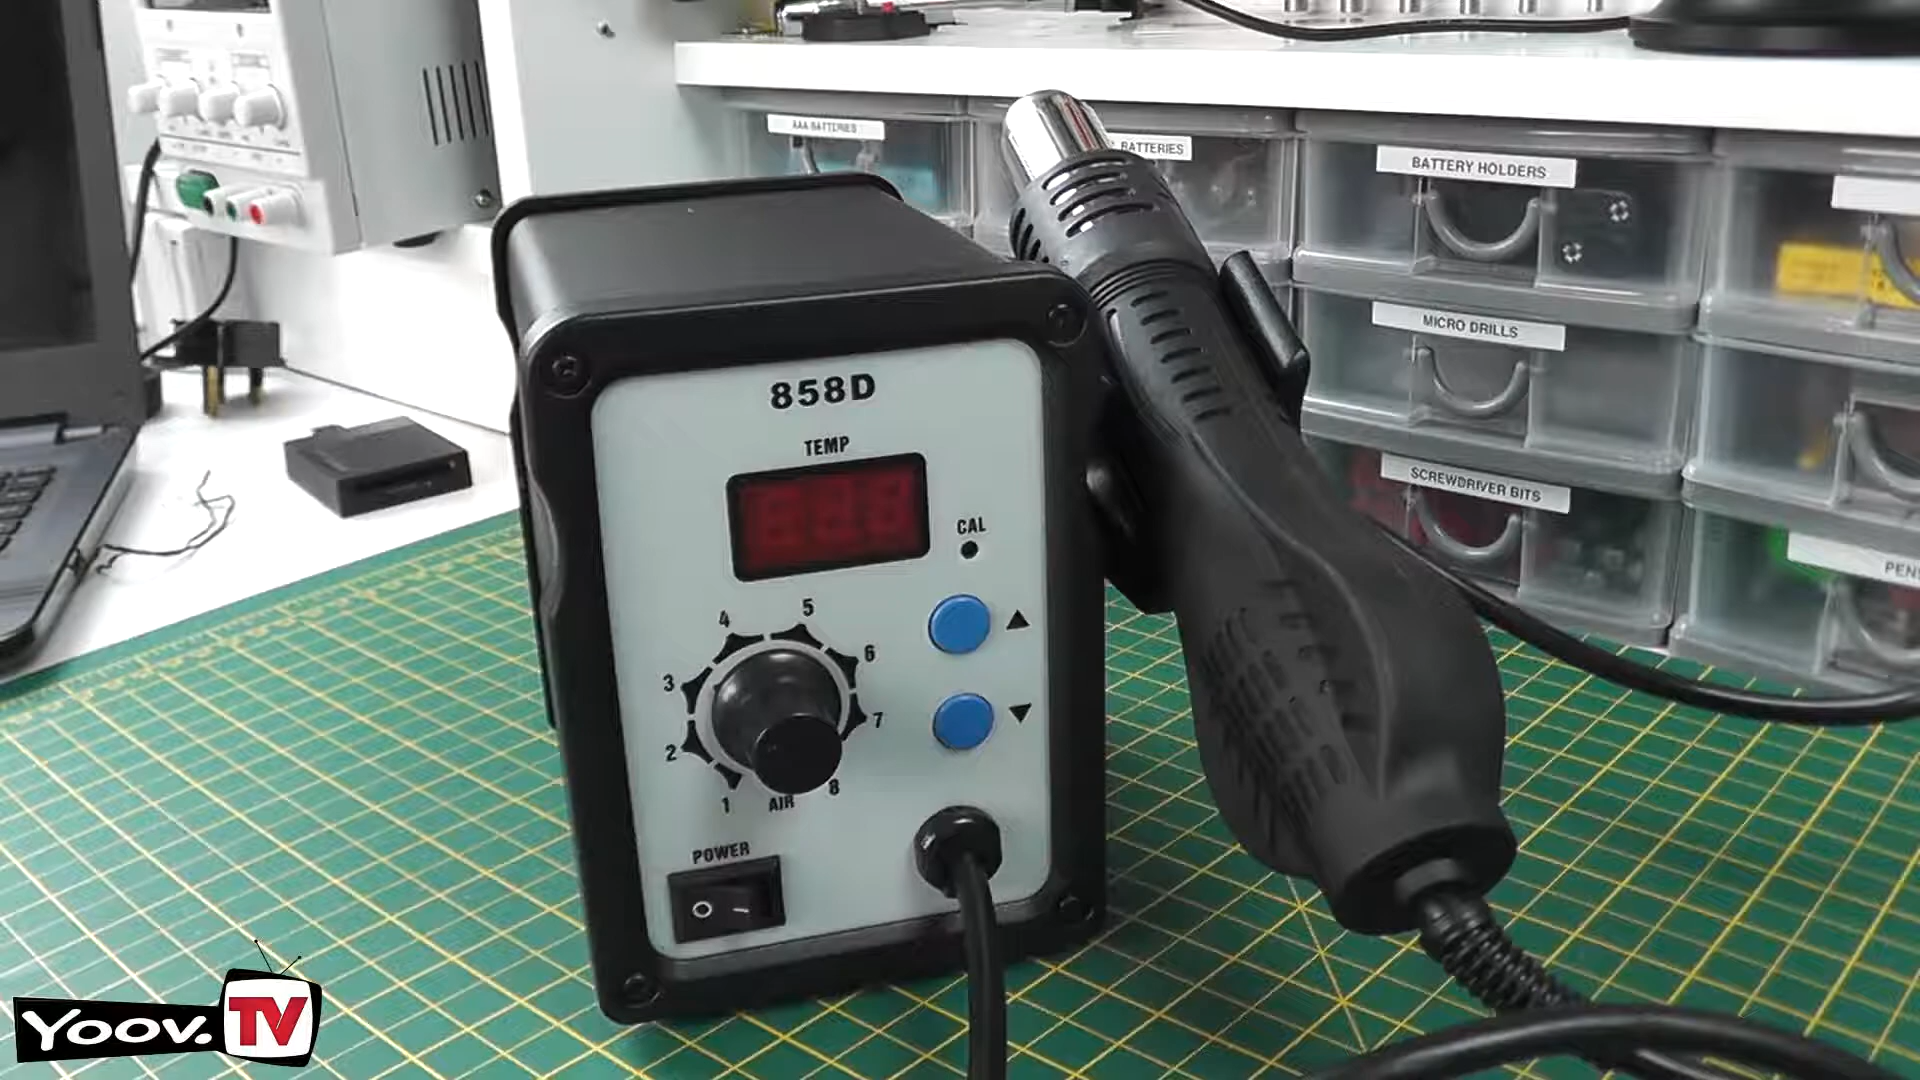 AAA BATTERIES
BATTERIES
BATTERY HOLDERS
MICRO DRILLS
SCREWDRIVER BITS
858D
TEMP
CAL
4
5
3
6
2
7
1
AIR
8
POWER
Yoov.TV